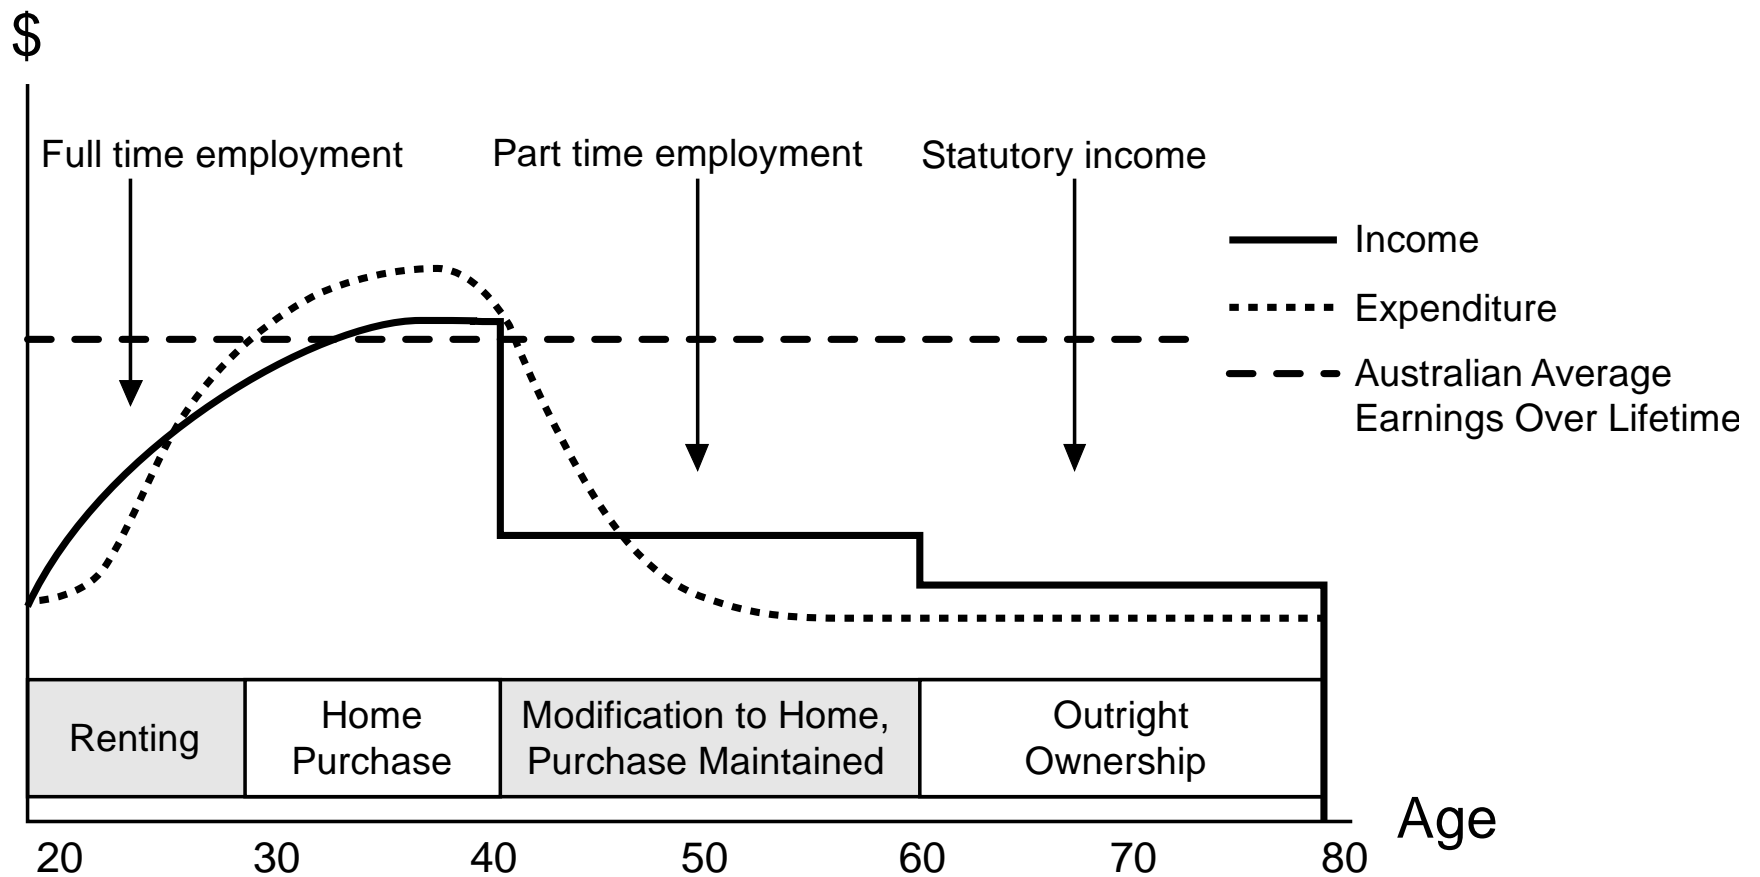 $
Full time employment
Part time employment
Statutory income
Income
Expenditure
Australian Average
Earnings Over Lifetime
Renting
Home
Purchase
Modification to Home,
Purchase Maintained
Outright
Ownership
Age
20 30 40 50 60 70 80